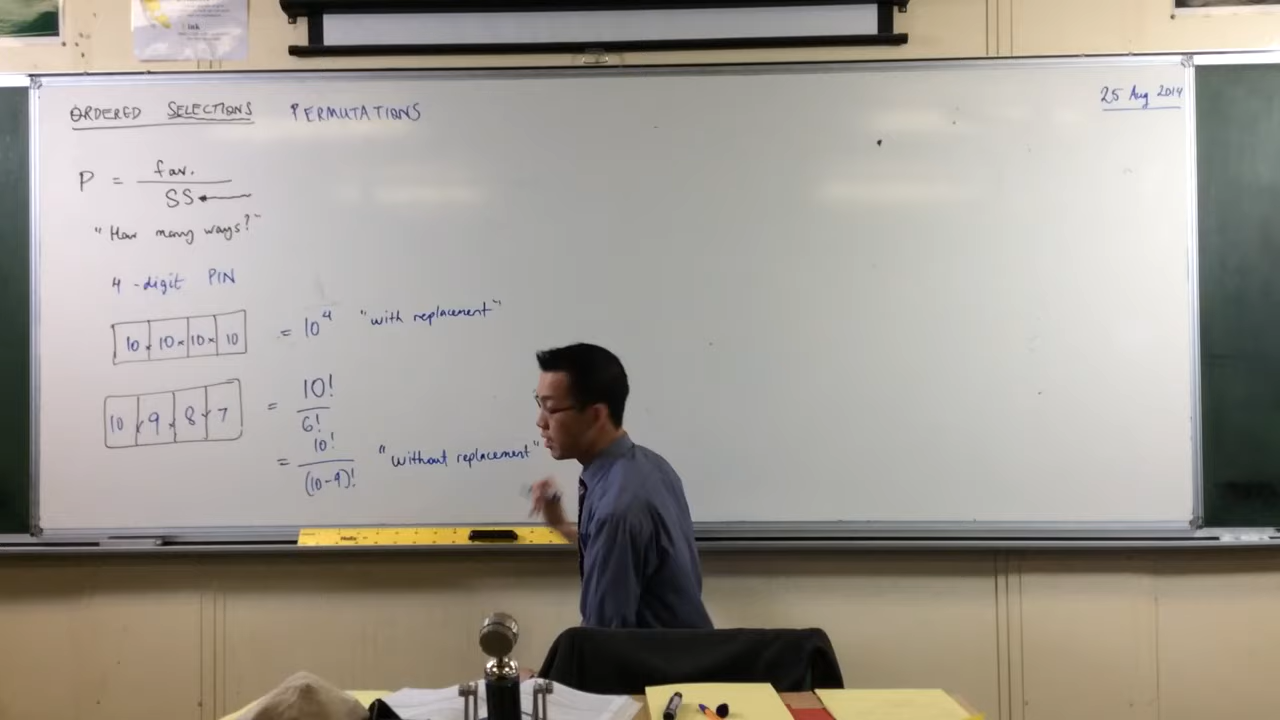 ORDERED SELECTIONS PERMUTATIONS
25 Aug 2014
P = fav. / SS
"How many ways?"
4-digit PIN
10 × 10 × 10 × 10 = 10⁴ "with replacement"
10 × 9 × 8 × 7 = 10! / 6!
= 10! / (10-4)! "without replacement"